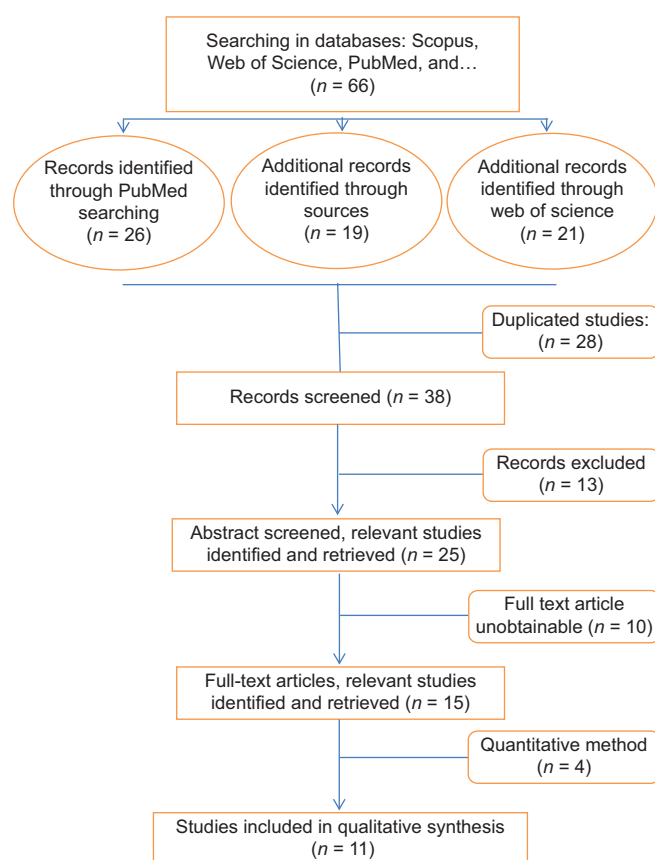 Searching in databases: Scopus,
Web of Science, PubMed, and…
(n = 66)
Records identified
through PubMed
searching
(n = 26)
Additional records
identified through
sources
(n = 19)
Additional records
identified through
web of science
(n = 21)
Duplicated studies:
(n = 28)
Records screened (n = 38)
Records excluded
(n = 13)
Abstract screened, relevant studies
identified and retrieved (n = 25)
Full text article
unobtainable (n = 10)
Full-text articles, relevant studies
identified and retrieved (n = 15)
Quantitative method
(n = 4)
Studies included in qualitative synthesis
(n = 11)